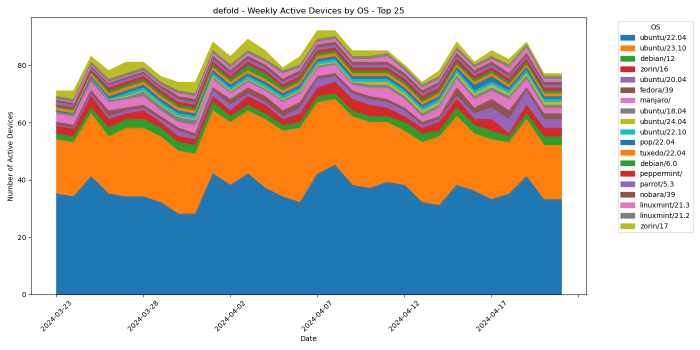 defold - Weekly Active Devices by OS - Top 25
Number of Active Devices
80
60
40
20
0
2024-03-23
2024-03-28
2024-04-02
2024-04-07
2024-04-12
2024-04-17
Date
OS
ubuntu/22.04
ubuntu/23.10
debian/12
zorin/16
ubuntu/20.04
fedora/39
manjaro/
ubuntu/18.04
ubuntu/24.04
ubuntu/22.10
pop/22.04
tuxedo/22.04
debian/6.0
peppermint/
parrot/5.3
nobara/39
linuxmint/21.3
linuxmint/21.2
zorin/17